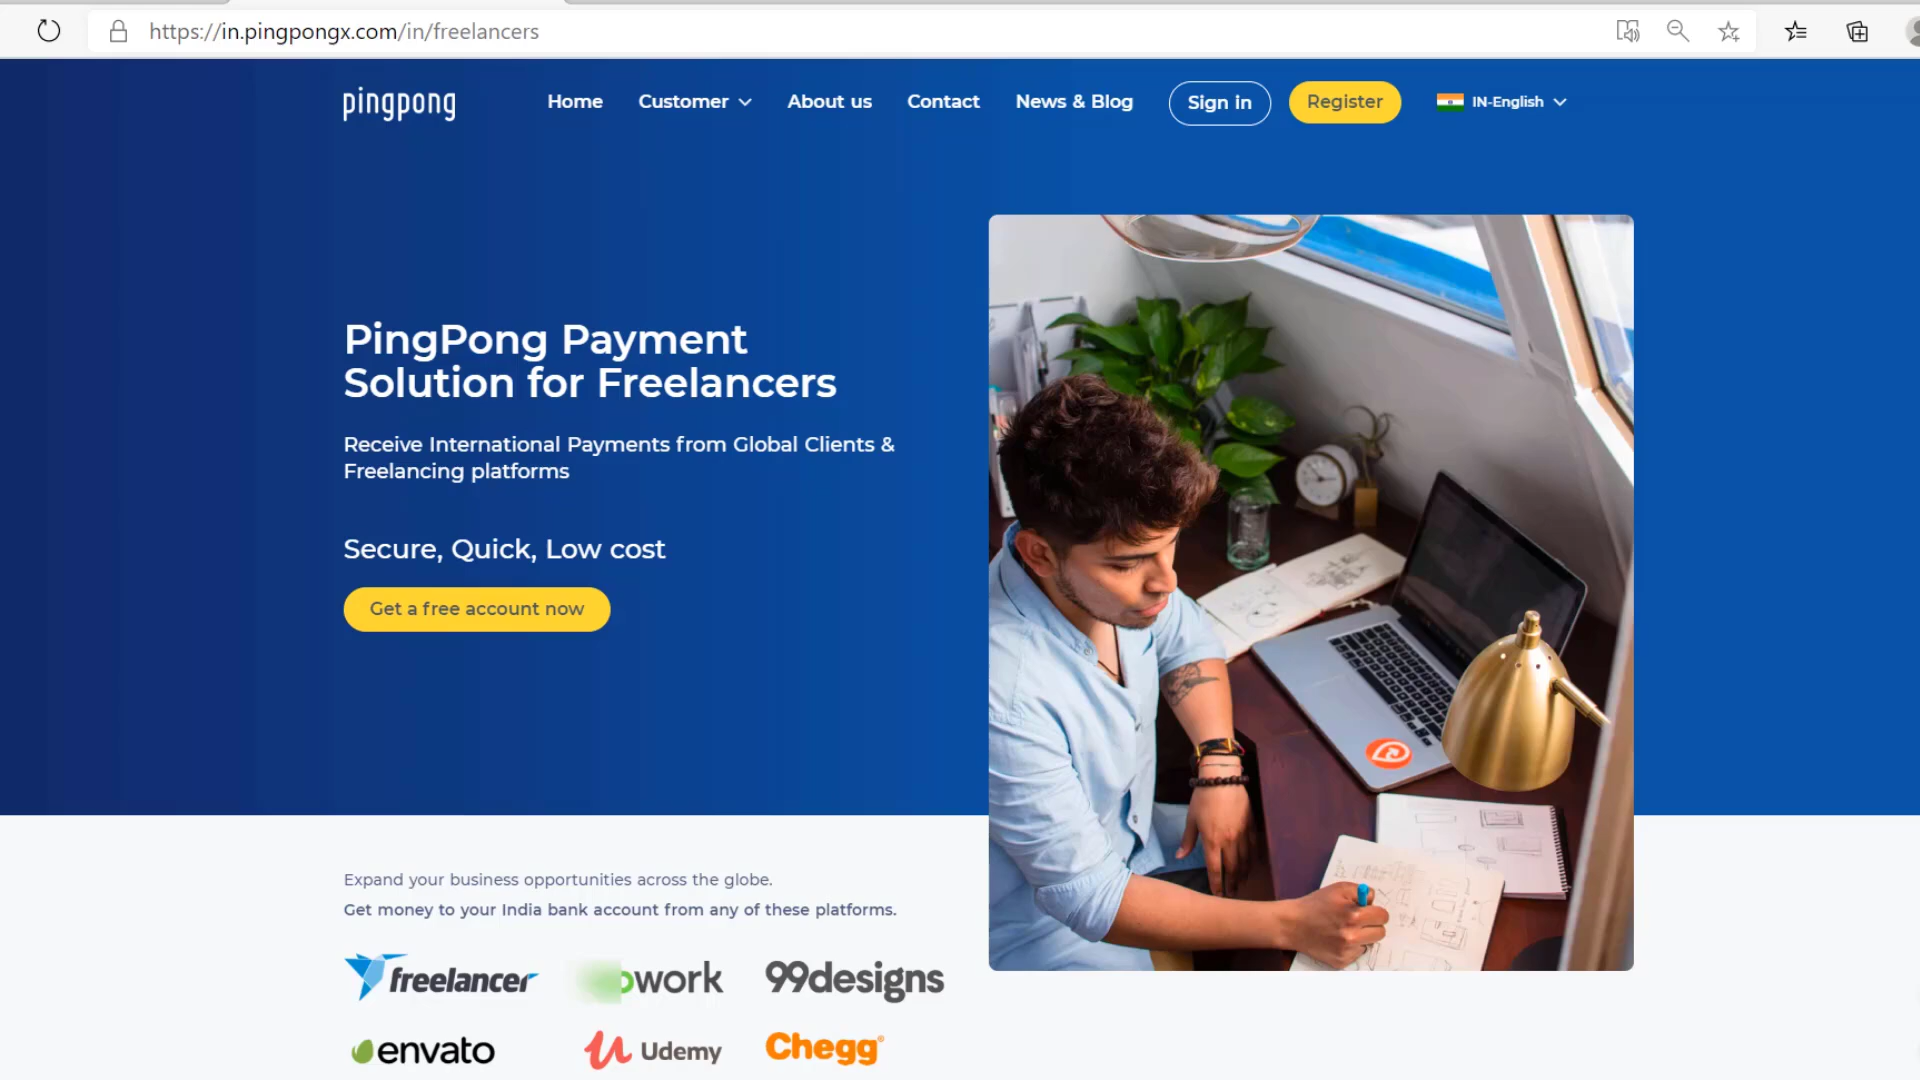 https://in.pingpongx.com/in/freelancers
pingpong Home Customer About us Contact News & Blog Sign in Register IN-English
PingPong Payment
Solution for Freelancers
Receive International Payments from Global Clients &
Freelancing platforms
Secure, Quick, Low cost
Get a free account now
Expand your business opportunities across the globe.
Get money to your India bank account from any of these platforms.
freelancer work 99designs
envato Udemy Chegg